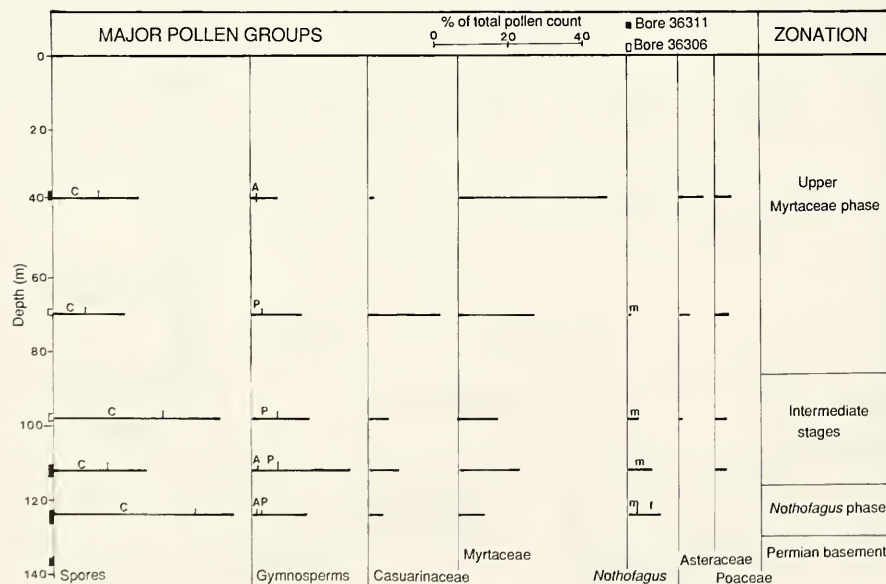 MAJOR POLLEN GROUPS
% of total pollen count
0 20 40
Bore 36311
Bore 36306
ZONATION
0
20
C
A
40
Upper
Myrtaceae phase
60
C
P
m
80
Depth (m)
C
P
m
Intermediate
stages
100
C
A P
m
120
C
A P
m f
Nothofagus phase
Permian basement
140
Spores
Gymnosperms
Casuarinaceae
Myrtaceae
Nothofagus
Asteraceae
Poaceae